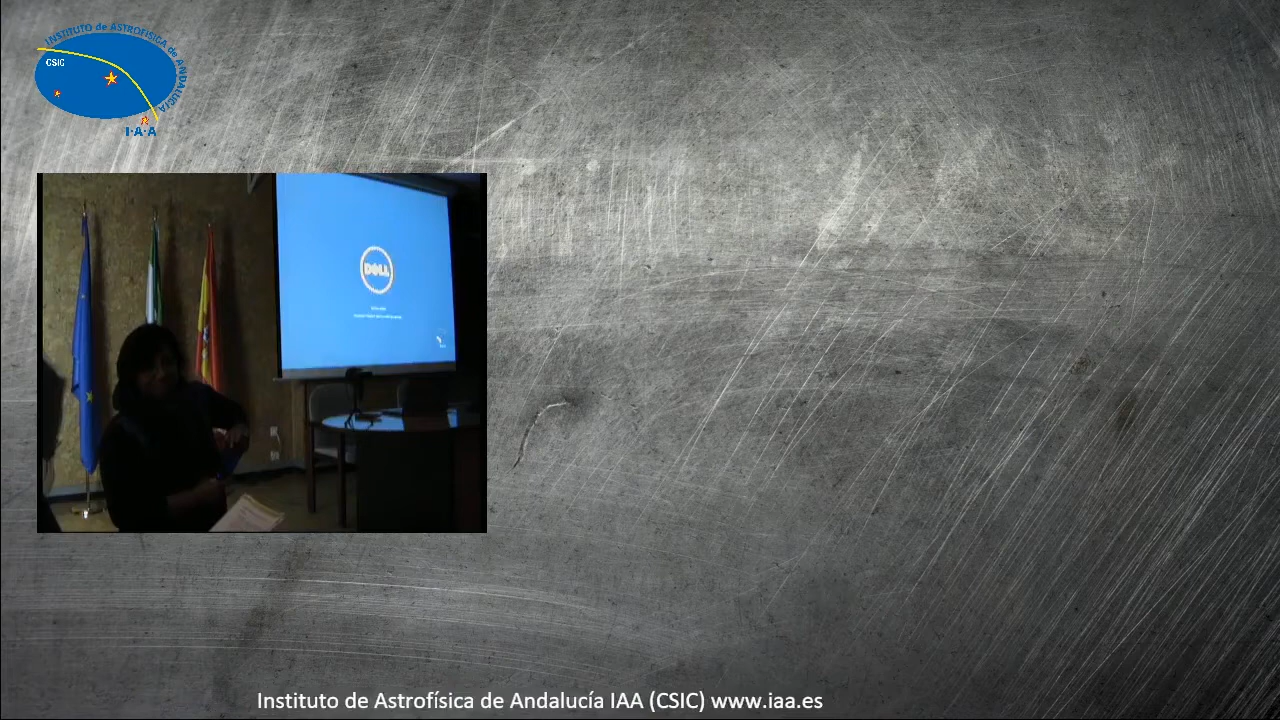 INSTITUTO de ASTROFÍSICA de ANDALUCÍA
CSIC
I·A·A
DELL
Instituto de Astrofísica de Andalucía IAA (CSIC) www.iaa.es